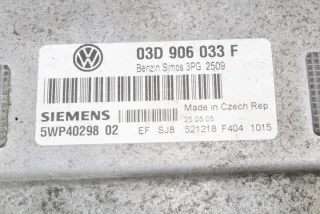 03D 906 033 F
Benzin Simos 3PG 2509
SIEMENS
Made in Czech Rep.
25.05.05
5WP40298 02
EF SJ8 521218 F404 1015